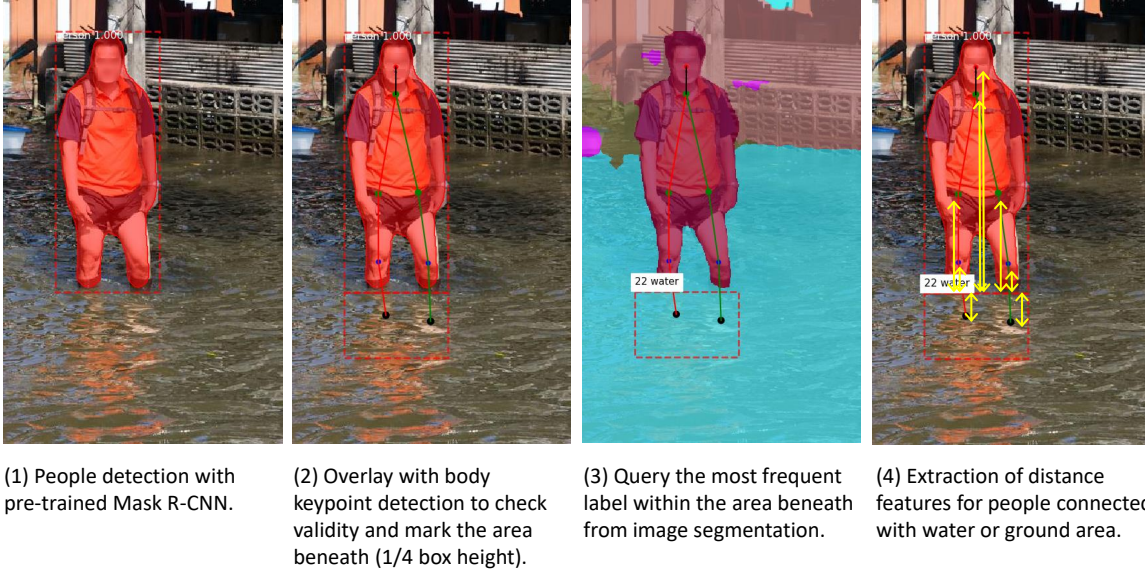 person 1.000
person 1.000
person 1.000
22 water
22 water
(1) People detection with
pre-trained Mask R-CNN.
(2) Overlay with body
keypoint detection to check
validity and mark the area
beneath (1/4 box height).
(3) Query the most frequent
label within the area beneath
from image segmentation.
(4) Extraction of distance
features for people connected
with water or ground area.